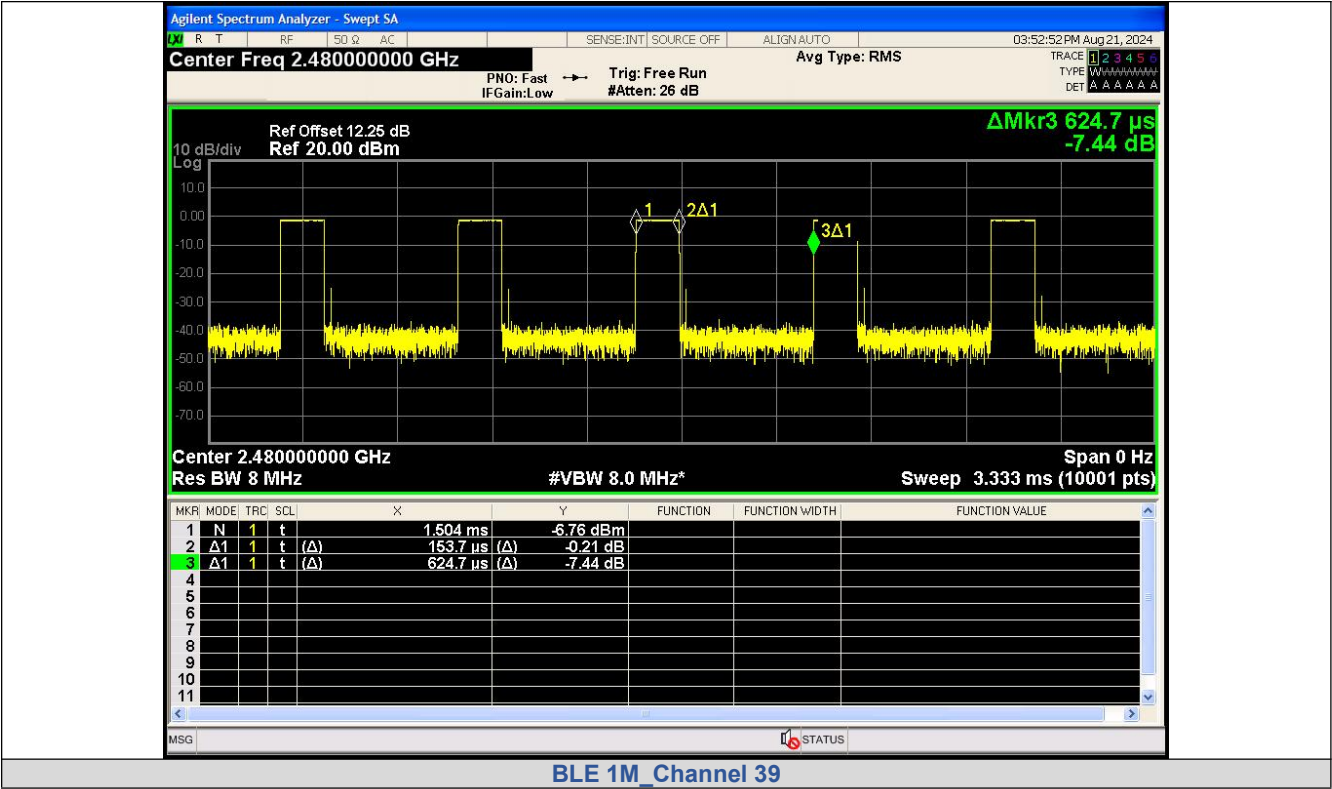 Agilent Spectrum Analyzer - Swept SA
LXI R T RF 50 Ω AC SENSE:INT SOURCE OFF ALIGN AUTO 03:52:52 PM Aug 21, 2024
Center Freq 2.480000000 GHz
Avg Type: RMS
TRACE 1 2 3 4 5 6
PNO: Fast Trig: Free Run
TYPE W
IFGain:Low #Atten: 26 dB
DET A A A A A A
ΔMkr3 624.7 µs
-7.44 dB
Ref Offset 12.25 dB
10 dB/div Ref 20.00 dBm
Log
10.0
0.00
-10.0
-20.0
-30.0
-40.0
-50.0
-60.0
-70.0
1 2Δ1
3Δ1
Center 2.480000000 GHz Span 0 Hz
Res BW 8 MHz #VBW 8.0 MHz* Sweep 3.333 ms (10001 pts)
MKR MODE TRC SCL X Y FUNCTION FUNCTION WIDTH FUNCTION VALUE
1 N 1 t 1.504 ms -6.76 dBm
2 Δ1 1 t (Δ) 153.7 µs (Δ) -0.21 dB
3 Δ1 1 t (Δ) 624.7 µs (Δ) -7.44 dB
4
5
6
7
8
9
10
11
MSG STATUS
BLE 1M_Channel 39